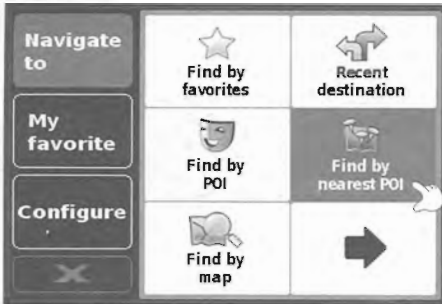 Navigate
to
My
favorite
Configure
Find by
favorites
Recent
destination
Find by
POI
Find by
nearest POI
Find by
map